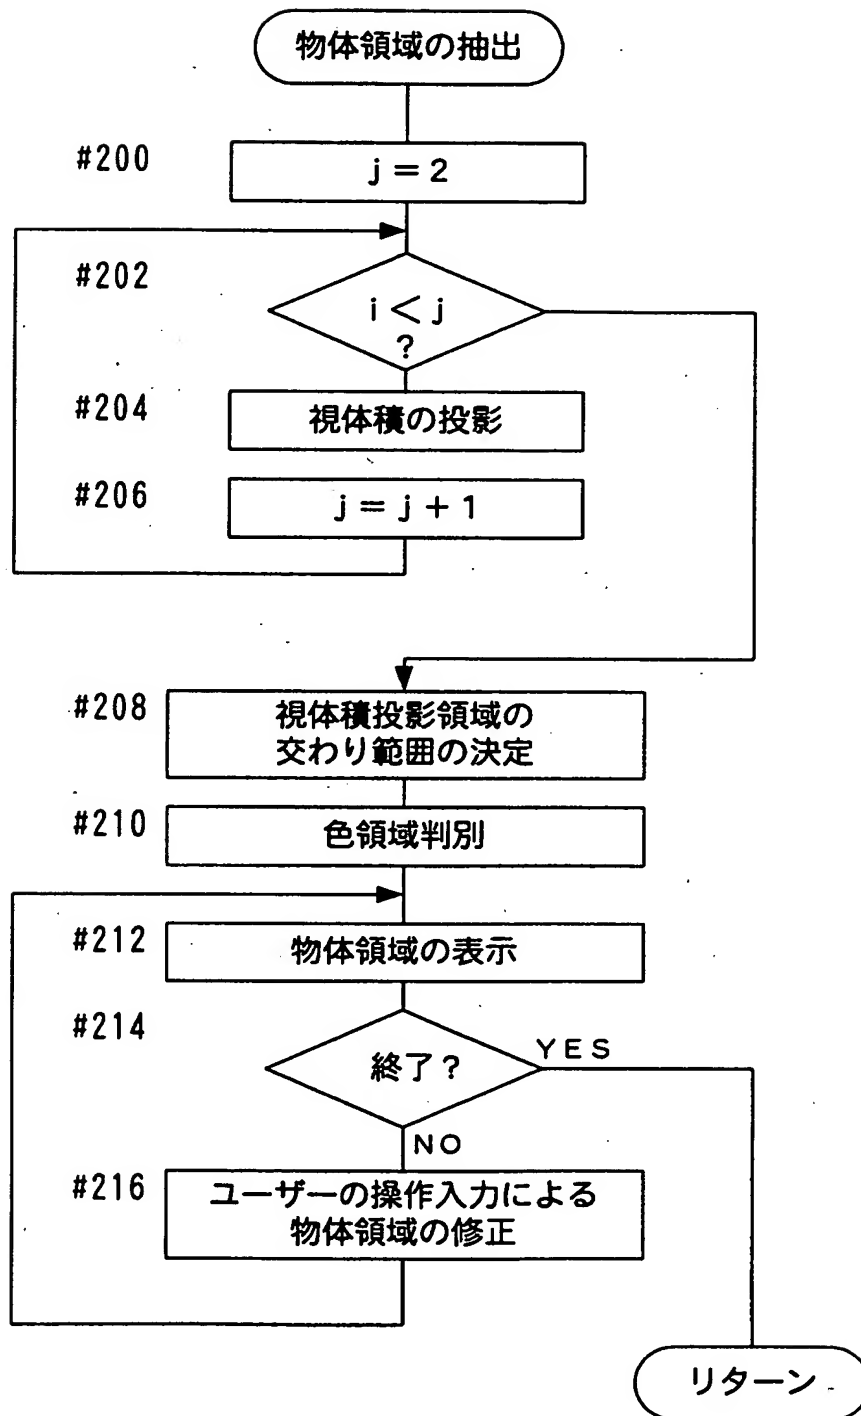 物体領域の抽出
#200
j=2
#202
i<j
?
#204
視体積の投影
#206
j=j+1
#208
視体積投影領域の
交わり範囲の決定
#210
色領域判別
#212
物体領域の表示
#214
終了?
YES
NO
#216
ユーザーの操作入力による
物体領域の修正
リターン